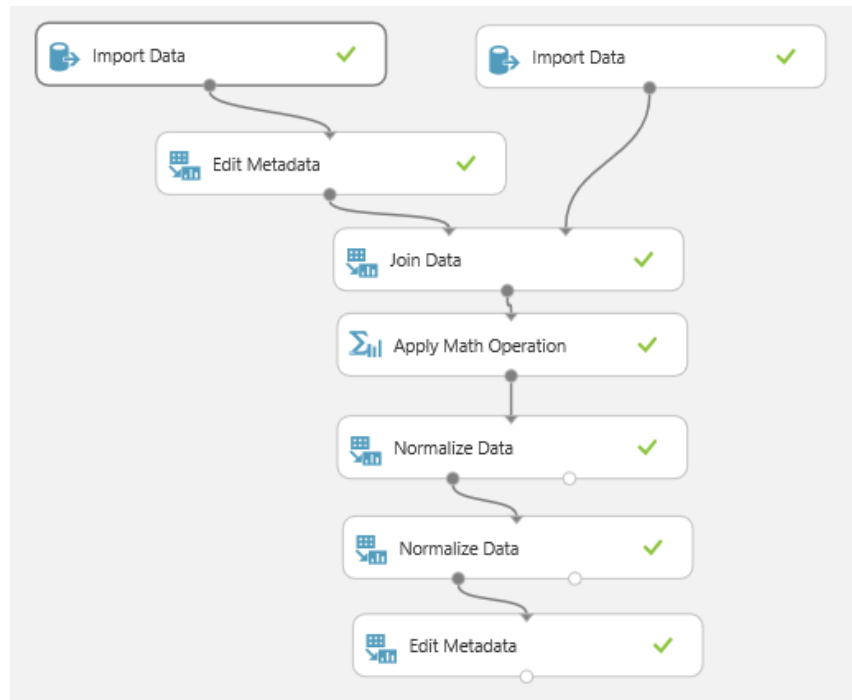 Import Data
Import Data
Edit Metadata
Join Data
Apply Math Operation
Normalize Data
Normalize Data
Edit Metadata